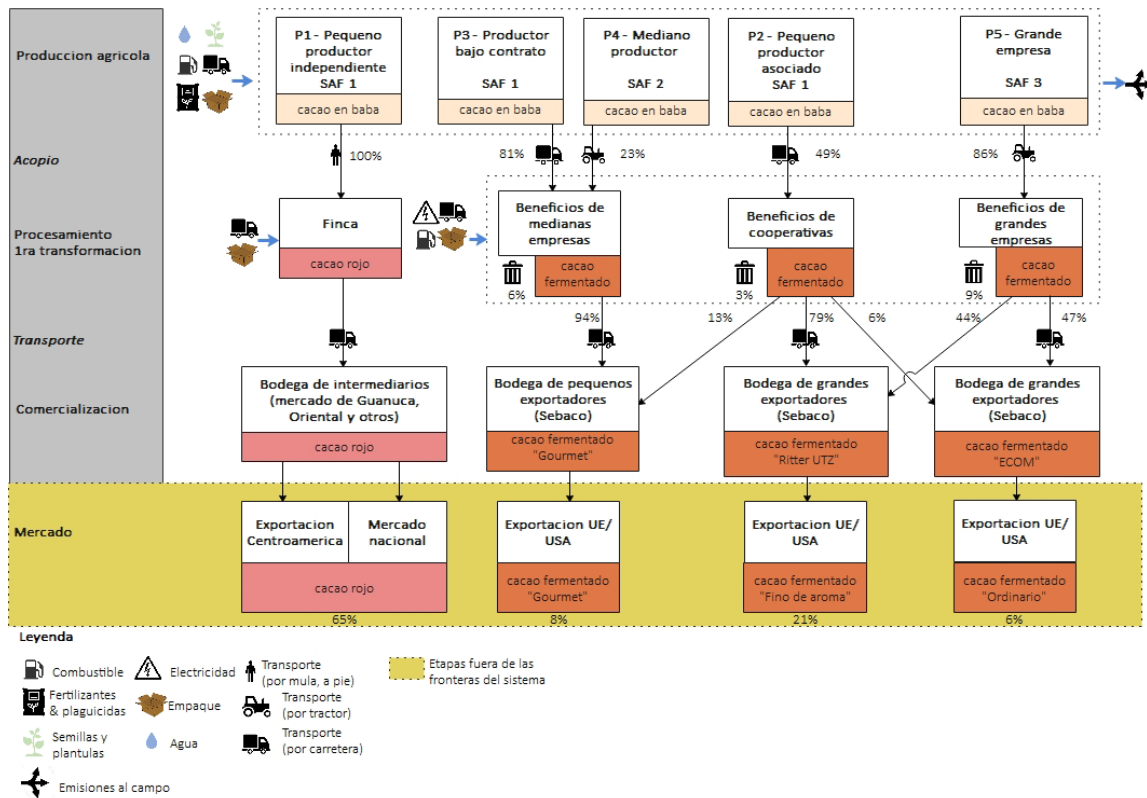 Produccion agricola
P1 - Pequeno
productor
independiente
SAF 1
cacao en baba
P3 - Productor
bajo contrato
SAF 1
cacao en baba
P4 - Mediano
productor
SAF 2
cacao en baba
P2 - Pequeno
productor
asociado
SAF 1
cacao en baba
P5 - Grande
empresa
SAF 3
cacao en baba
Acopio
100%
81%
23%
49%
86%
Procesamiento
1ra transformacion
Finca
cacao rojo
Beneficios de
medianas
empresas
cacao
fermentado
6%
Beneficios de
cooperativas
cacao
fermentado
3%
Beneficios de
grandes
empresas
cacao
fermentado
9%
Transporte
94%
13%
79%
6%
44%
47%
Comercializacion
Bodega de intermediarios
(mercado de Guanuca,
Oriental y otros)
cacao rojo
Bodega de pequenos
exportadores
(Sebaco)
cacao fermentado
"Gourmet"
Bodega de grandes
exportadores
(Sebaco)
cacao fermentado
"Ritter UTZ"
Bodega de grandes
exportadores
(Sebaco)
cacao fermentado
"ECOM"
Mercado
Exportacion
Centroamerica
Mercado
nacional
cacao rojo
65%
Exportacion UE/
USA
cacao fermentado
"Gourmet"
8%
Exportacion UE/
USA
cacao fermentado
"Fino de aroma"
21%
Exportacion UE/
USA
cacao fermentado
"Ordinario"
6%
Leyenda
Combustible
Electricidad
Transporte
(por mula, a pie)
Etapas fuera de las
fronteras del sistema
Fertilizantes
& plaguicidas
Empaque
Transporte
(por tractor)
Semillas y
plantulas
Agua
Transporte
(por carretera)
Emisiones al campo